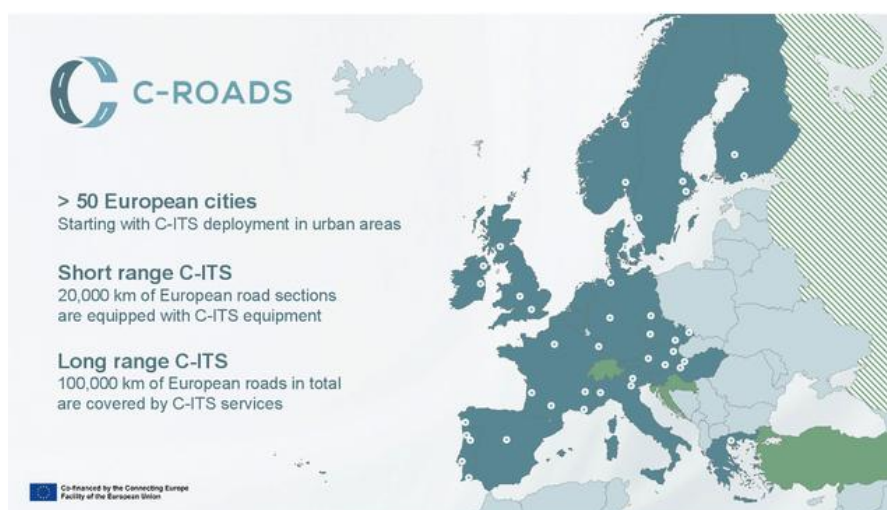 C-ROADS
> 50 European cities
Starting with C-ITS deployment in urban areas
Short range C-ITS
20,000 km of European road sections
are equipped with C-ITS equipment
Long range C-ITS
100,000 km of European roads in total
are covered by C-ITS services
Co-financed by the Connecting Europe
Facility of the European Union